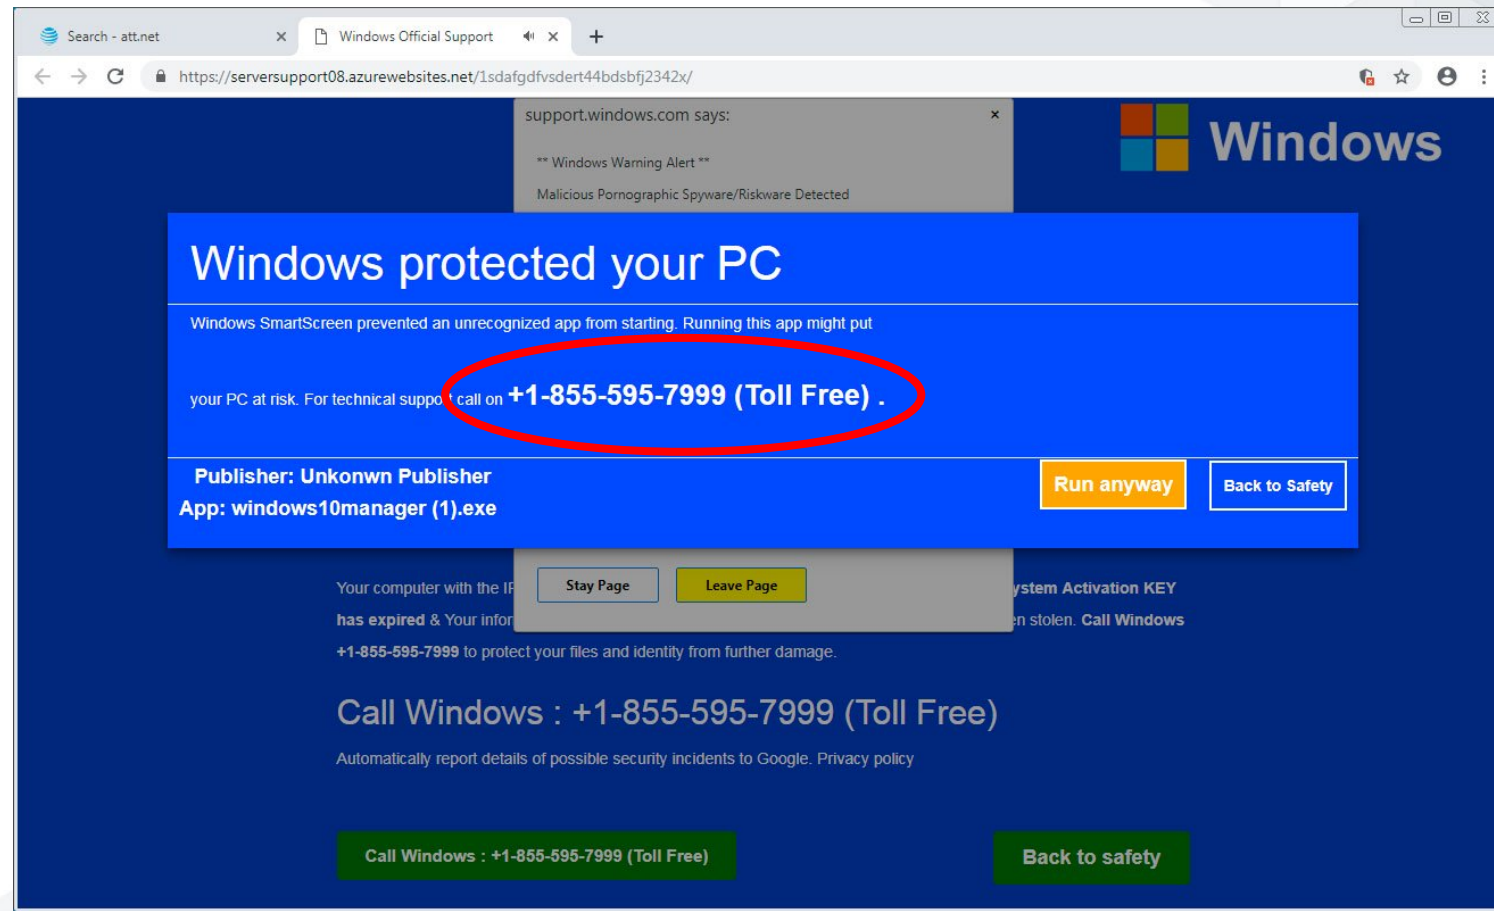 Search - att.net
Windows Official Support
https://serversupport08.azurewebsites.net/1sdafgdfvsdert44bdsbfj2342x/
support.windows.com says:
** Windows Warning Alert **
Malicious Pornographic Spyware/Riskware Detected
Windows
Windows protected your PC
Windows SmartScreen prevented an unrecognized app from starting. Running this app might put
your PC at risk. For technical support call on +1-855-595-7999 (Toll Free) .
Publisher: Unkonwn Publisher
App: windows10manager (1).exe
Run anyway
Back to Safety
Stay Page
Leave Page
Your computer with the
ystem Activation KEY
has expired & Your infor
n stolen. Call Windows
+1-855-595-7999 to protect your files and identity from further damage.
Call Windows : +1-855-595-7999 (Toll Free)
Automatically report details of possible security incidents to Google. Privacy policy
Call Windows : +1-855-595-7999 (Toll Free)
Back to safety